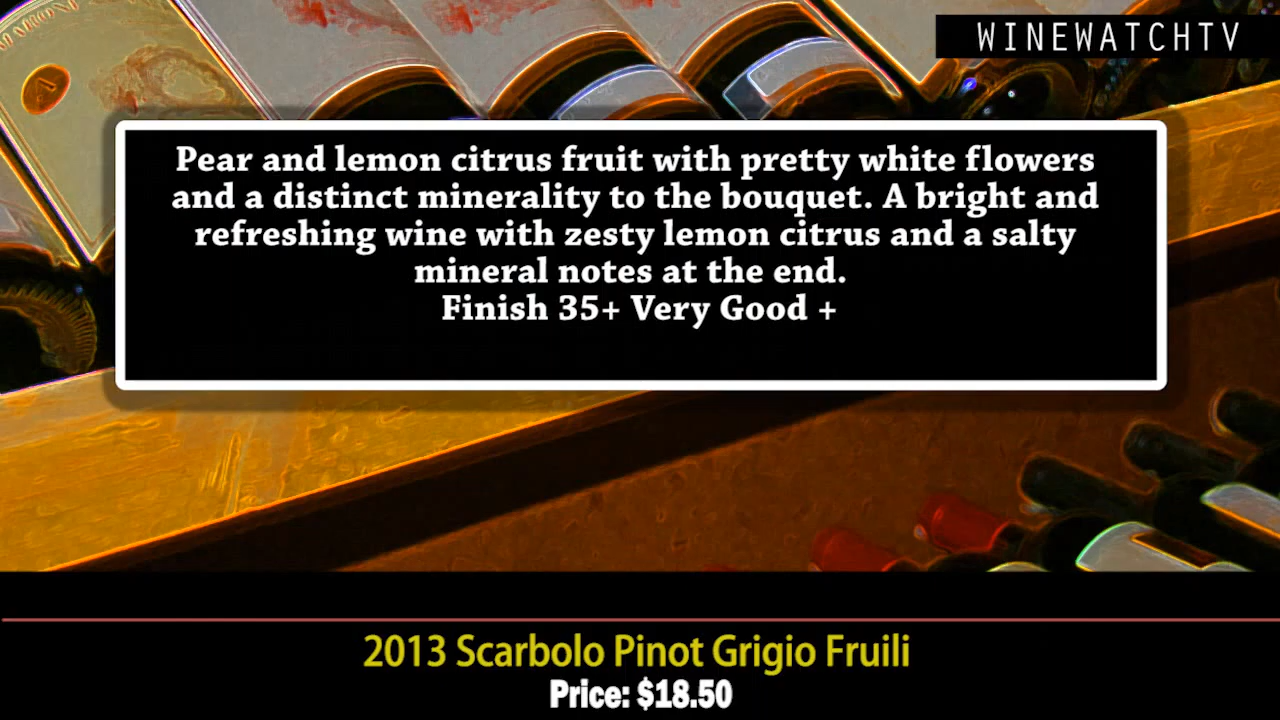 WINEWATCHTV
Pear and lemon citrus fruit with pretty white flowers
and a distinct minerality to the bouquet. A bright and
refreshing wine with zesty lemon citrus and a salty
mineral notes at the end.
Finish 35+ Very Good +
2013 Scarbolo Pinot Grigio Fruili
Price: $18.50